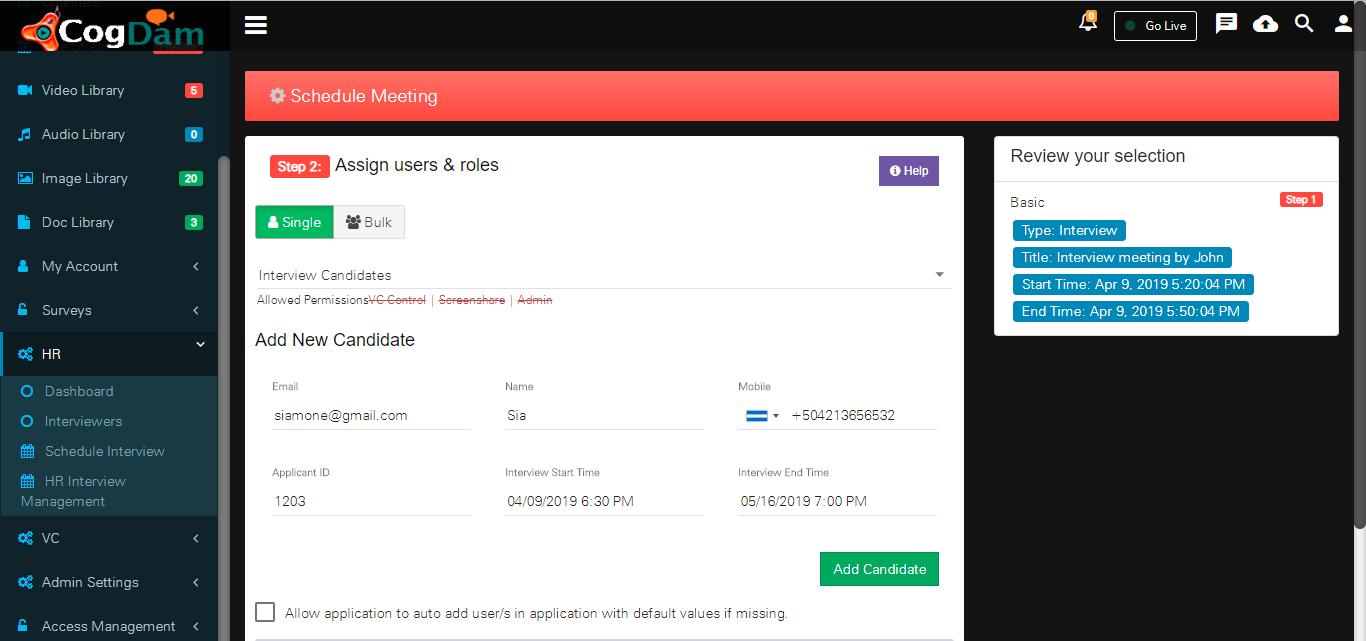 CogDam
0
Go Live
Video Library 5
Audio Library 0
Image Library 20
Doc Library 3
My Account
Surveys
HR
Dashboard
Interviewers
Schedule Interview
HR Interview
Management
VC
Admin Settings
Access Management
Schedule Meeting
Step 2: Assign users & roles
Help
Single Bulk
Interview Candidates
Allowed PermissionsVC Control | Screenshare | Admin
Add New Candidate
Email Name Mobile
siamone@gmail.com Sia +504213656532
Applicant ID Interview Start Time Interview End Time
1203 04/09/2019 6:30 PM 05/16/2019 7:00 PM
Add Candidate
Allow application to auto add user/s in application with default values if missing.
Review your selection
Basic Step 1
Type: Interview
Title: Interview meeting by John
Start Time: Apr 9, 2019 5:20:04 PM
End Time: Apr 9, 2019 5:50:04 PM